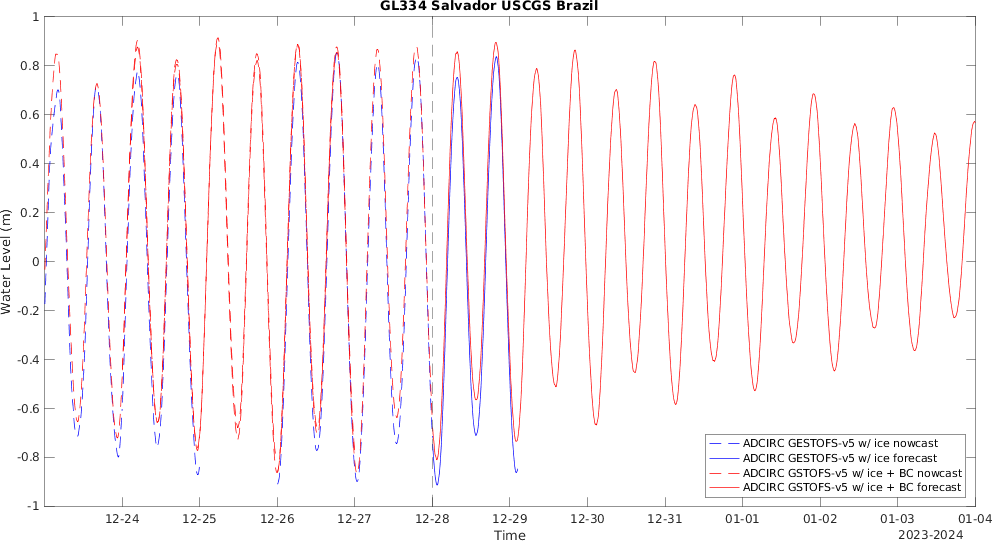 GL334 Salvador USCGS Brazil
1
0.8
0.6
0.4
0.2
0
-0.2
-0.4
-0.6
-0.8
-1
Water Level (m)
12-24 12-25 12-26 12-27 12-28 12-29 12-30 12-31 01-01 01-02 01-03 01-04
Time
2023-2024
ADCIRC GESTOFS-v5 w/ ice nowcast
ADCIRC GESTOFS-v5 w/ ice forecast
ADCIRC GSTOFS-v5 w/ ice + BC nowcast
ADCIRC GSTOFS-v5 w/ ice + BC forecast